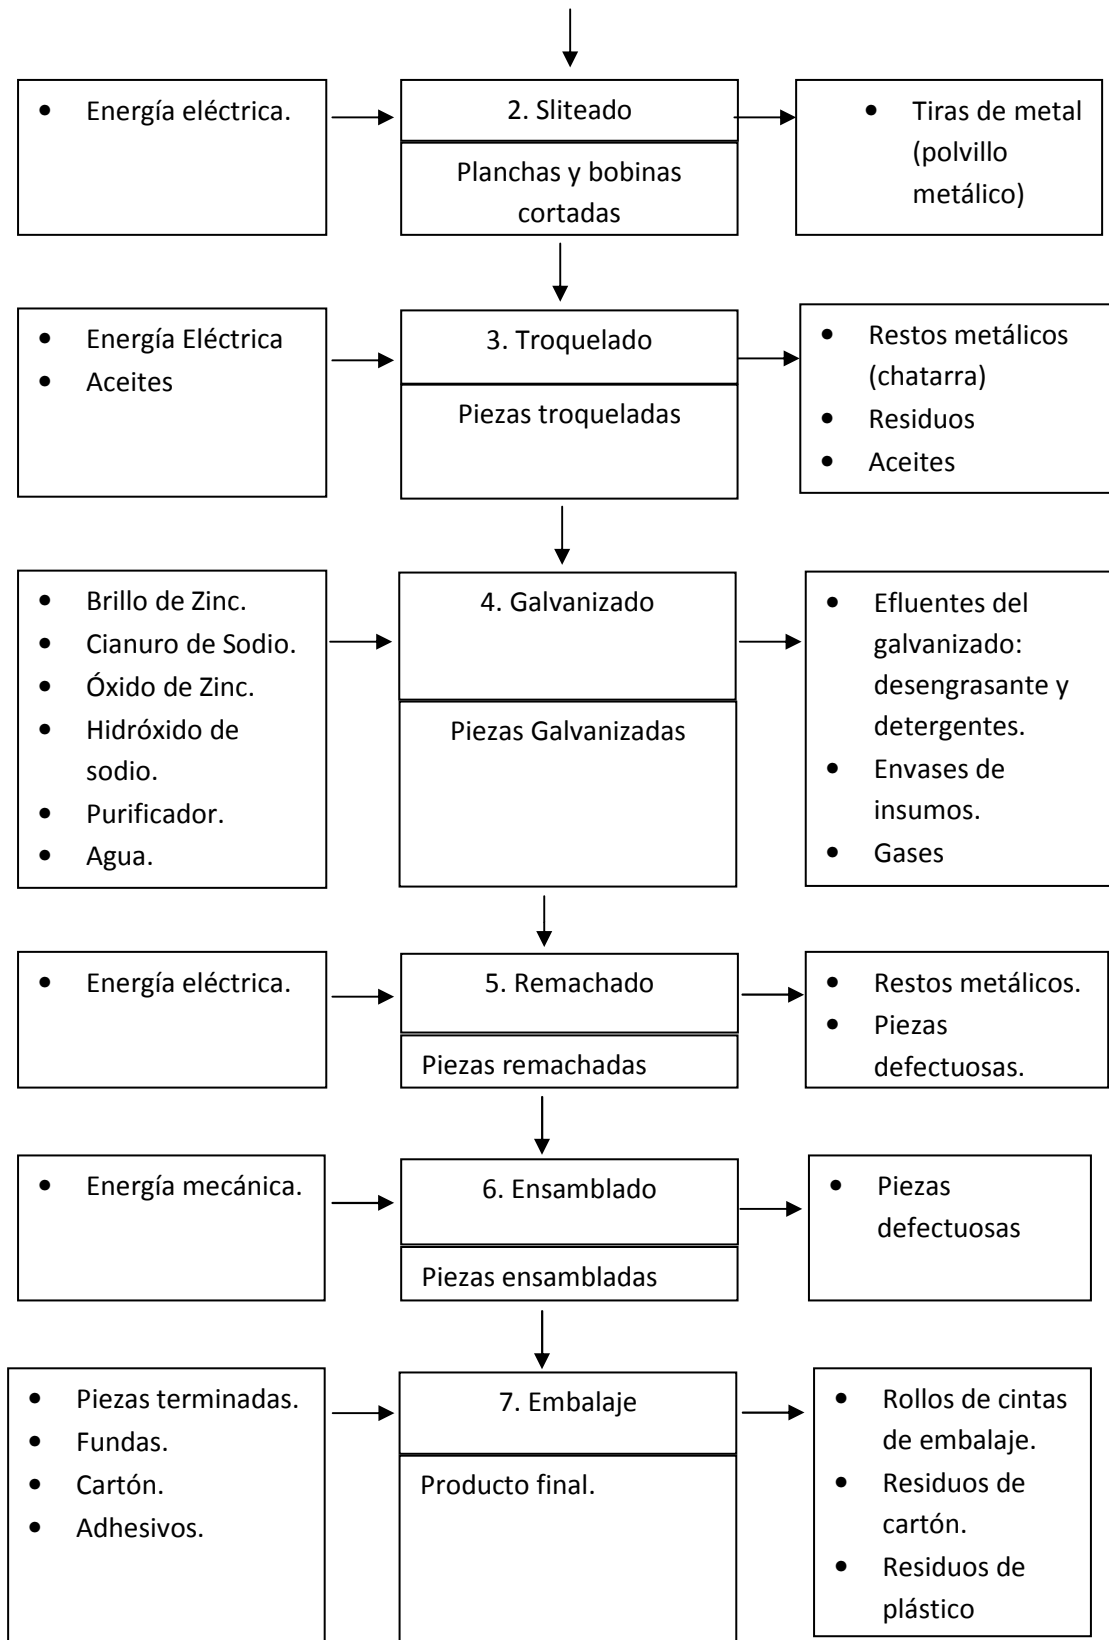 • Energía eléctrica.
2. Sliteado
Planchas y bobinas
cortadas
• Tiras de metal
(polvillo
metálico)
• Energía Eléctrica
• Aceites
3. Troquelado
Piezas troqueladas
• Restos metálicos
(chatarra)
• Residuos
• Aceites
• Brillo de Zinc.
• Cianuro de Sodio.
• Óxido de Zinc.
• Hidróxido de
sodio.
• Purificador.
• Agua.
4. Galvanizado
Piezas Galvanizadas
• Efluentes del
galvanizado:
desengrasante y
detergentes.
• Envases de
insumos.
• Gases
• Energía eléctrica.
5. Remachado
Piezas remachadas
• Restos metálicos.
• Piezas
defectuosas.
• Energía mecánica.
6. Ensamblado
Piezas ensambladas
• Piezas
defectuosas
• Piezas terminadas.
• Fundas.
• Cartón.
• Adhesivos.
7. Embalaje
Producto final.
• Rollos de cintas
de embalaje.
• Residuos de
cartón.
• Residuos de
plástico